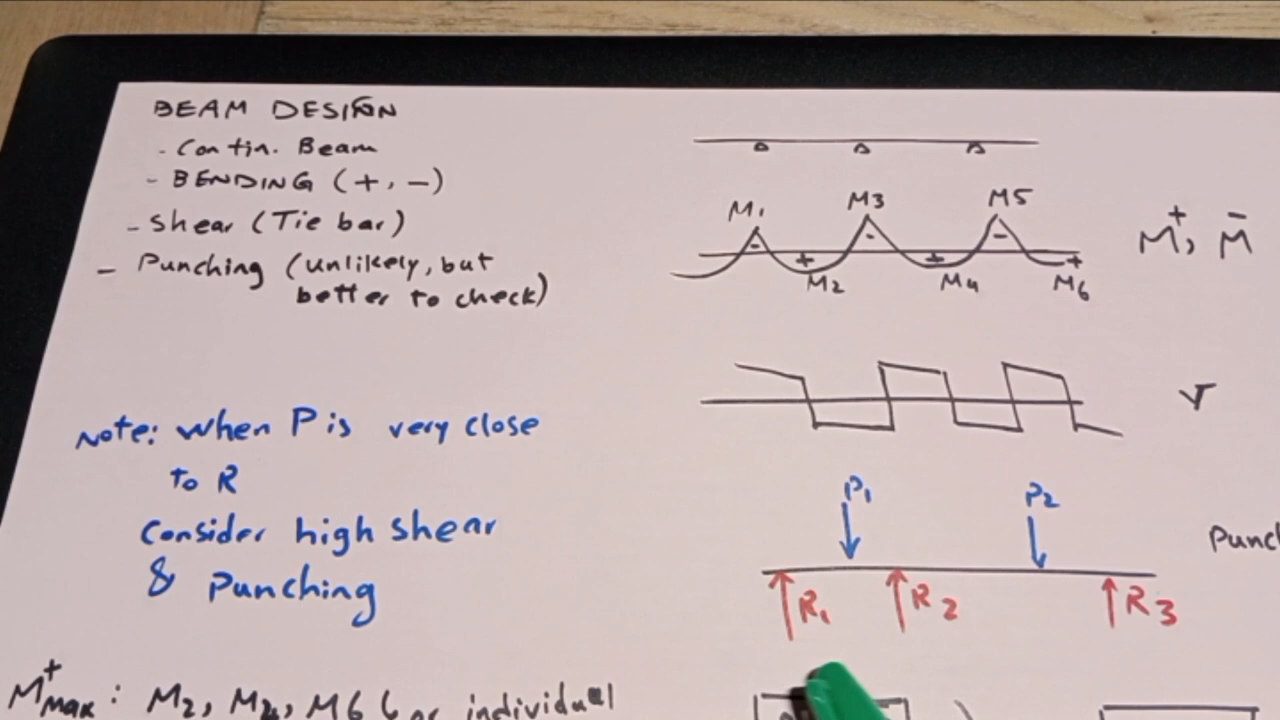 BEAM DESIGN
- Contin. Beam
- BENDING (+, -)
- Shear (Tie bar)
- Punching (unlikely, but
better to check)
Note: when P is very close
to R
Consider high shear
& Punching
M+max : M2, M4, M6 for individual
M1 M3 M5
- - -
+ + +
M2 M4 M6
M+, M-
V
P1 P2
R1 R2 R3